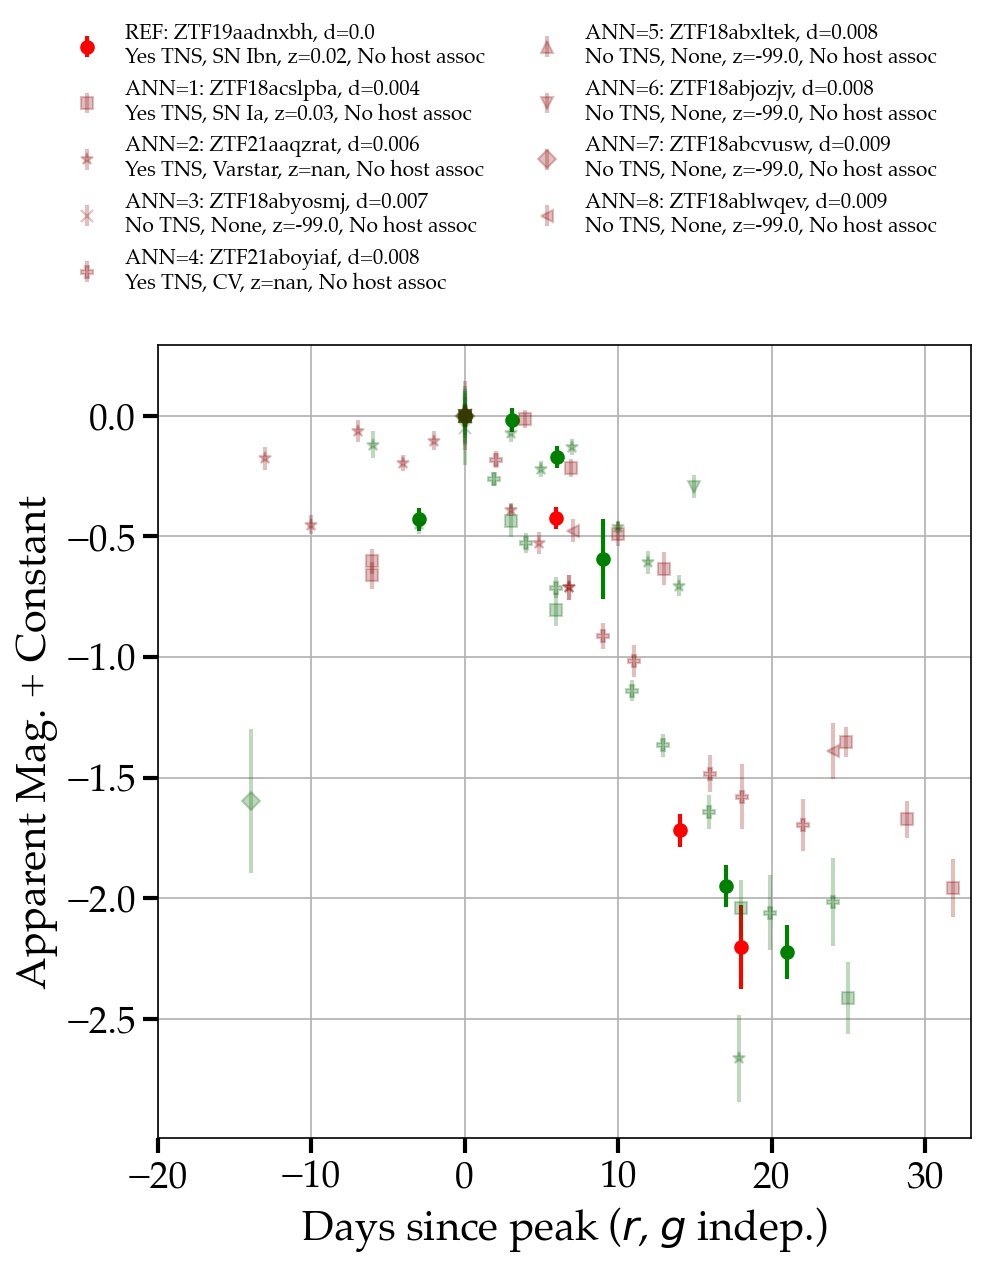 REF: ZTF19aadnxbh, d=0.0
Yes TNS, SN Ibn, z=0.02, No host assoc
ANN=1: ZTF18acslpba, d=0.004
Yes TNS, SN Ia, z=0.03, No host assoc
ANN=2: ZTF21aaqzrat, d=0.006
Yes TNS, Varstar, z=nan, No host assoc
ANN=3: ZTF18abyosmj, d=0.007
No TNS, None, z=-99.0, No host assoc
ANN=4: ZTF21aboyiaf, d=0.008
Yes TNS, CV, z=nan, No host assoc
ANN=5: ZTF18abxltek, d=0.008
No TNS, None, z=-99.0, No host assoc
ANN=6: ZTF18abjozjv, d=0.008
No TNS, None, z=-99.0, No host assoc
ANN=7: ZTF18abcvusw, d=0.009
No TNS, None, z=-99.0, No host assoc
ANN=8: ZTF18ablwqev, d=0.009
No TNS, None, z=-99.0, No host assoc
Apparent Mag. + Constant
0.0
−0.5
−1.0
−1.5
−2.0
−2.5
−20 −10 0 10 20 30
Days since peak (r, g indep.)